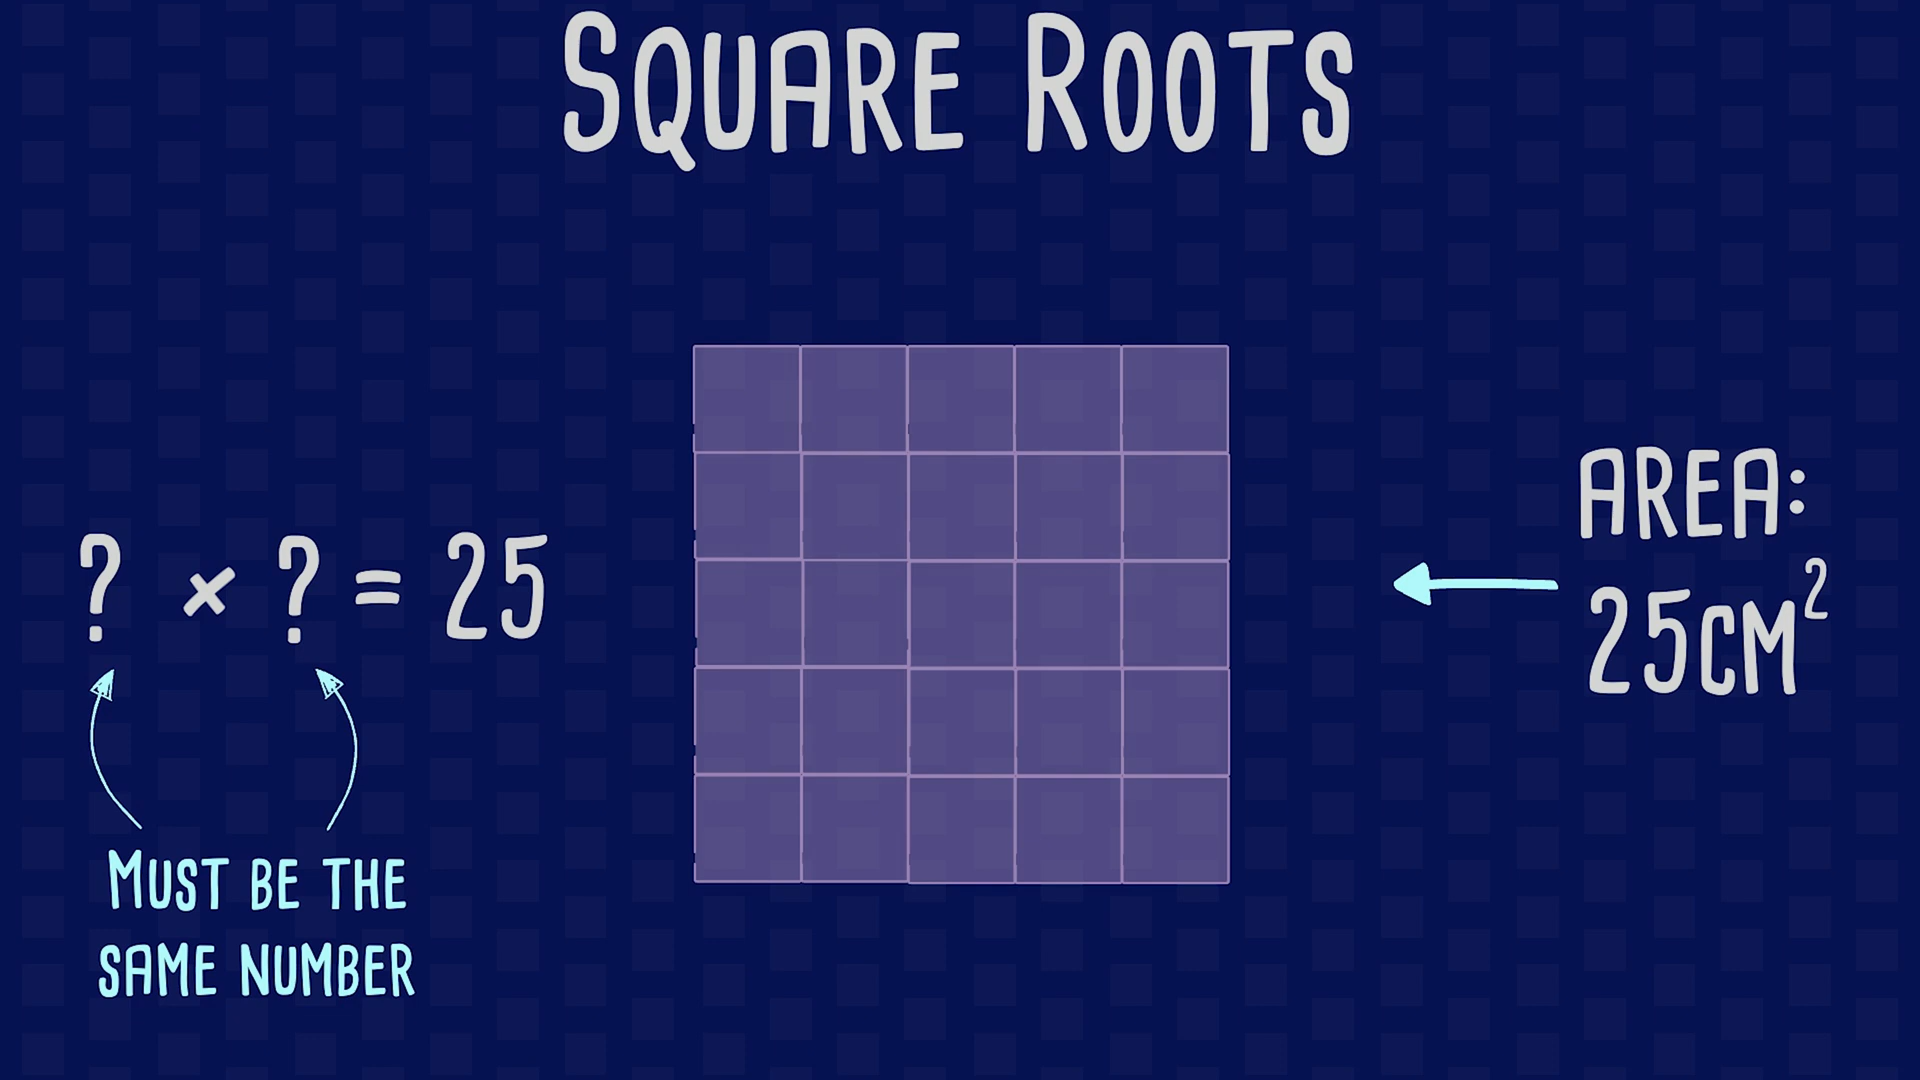 Square Roots
? × ? = 25
Must be the
same number
Area:
25cm²